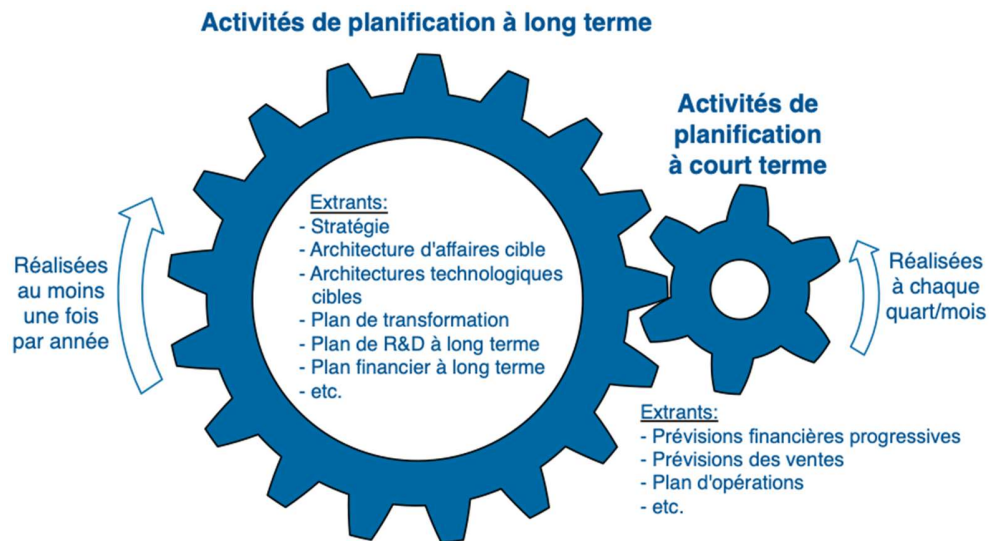 Activités de planification à long terme
Activités de
planification
à court terme
Réalisées
au moins
une fois
par année
Extrants:
- Stratégie
- Architecture d'affaires cible
- Architectures technologiques
cibles
- Plan de transformation
- Plan de R&D à long terme
- Plan financier à long terme
- etc.
Réalisées
à chaque
quart/mois
Extrants:
- Prévisions financières progressives
- Prévisions des ventes
- Plan d'opérations
- etc.